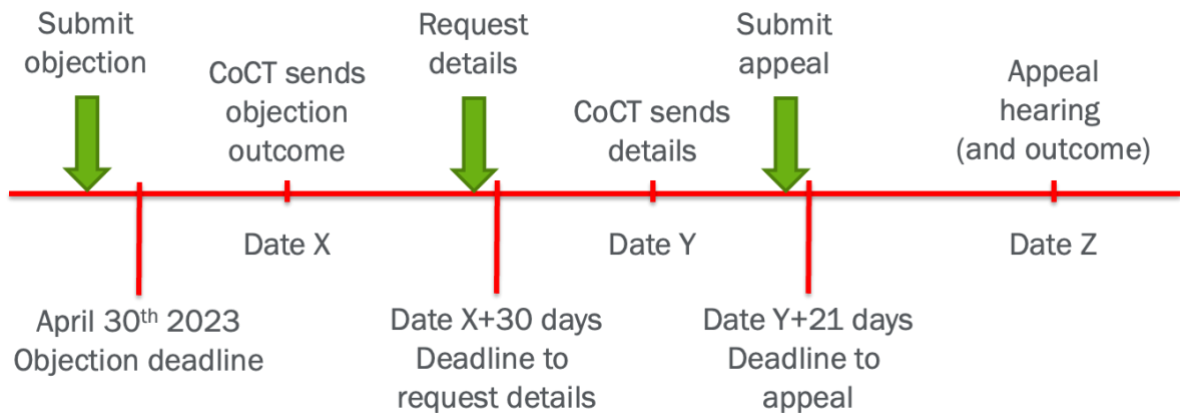 Submit
objection
CoCT sends
objection
outcome
Request
details
CoCT sends
details
Submit
appeal
Appeal
hearing
(and outcome)
Date X
Date Y
Date Z
April 30th 2023
Objection deadline
Date X+30 days
Deadline to
request details
Date Y+21 days
Deadline to
appeal